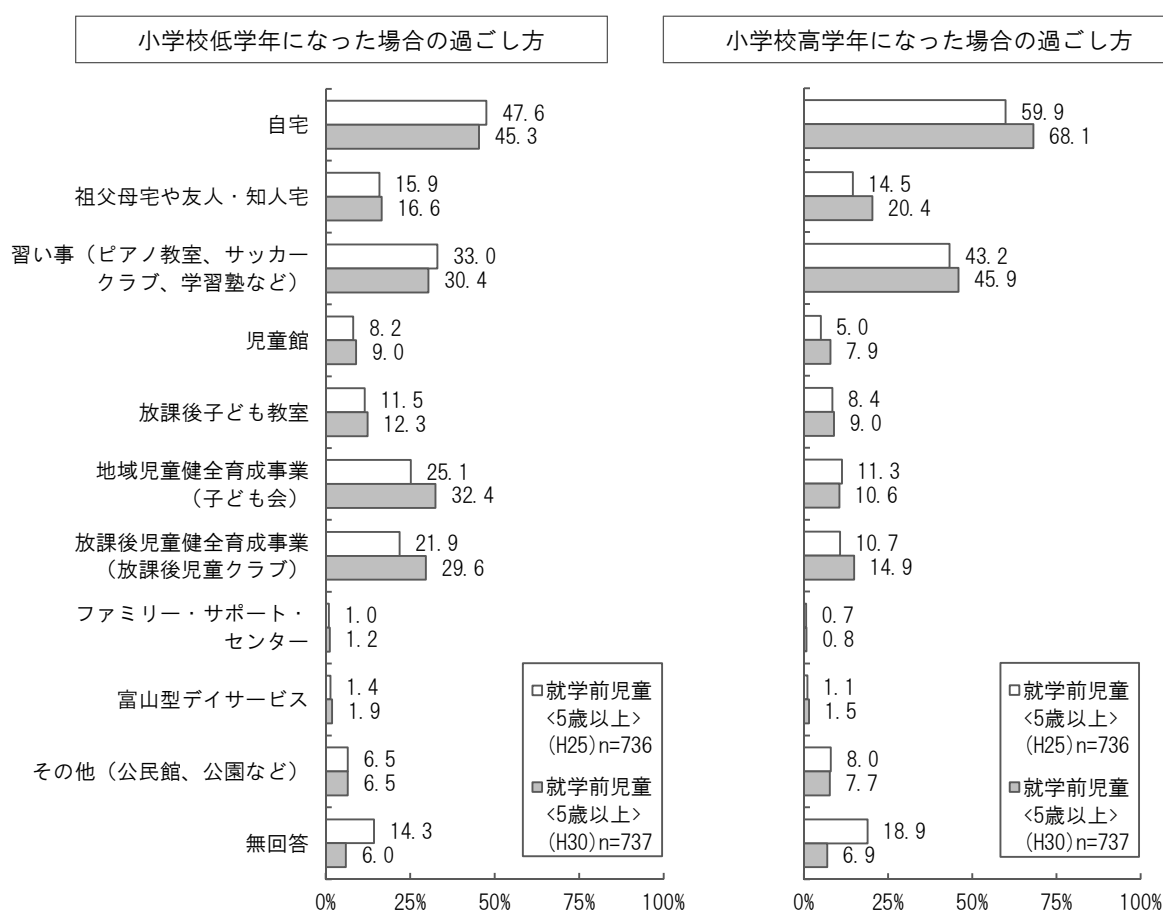 小学校低学年になった場合の過ごし方
小学校高学年になった場合の過ごし方
自宅
47.6
45.3
59.9
68.1
祖父母宅や友人・知人宅
15.9
16.6
14.5
20.4
習い事（ピアノ教室、サッカー
クラブ、学習塾など）
33.0
30.4
43.2
45.9
児童館
8.2
9.0
5.0
7.9
放課後子ども教室
11.5
12.3
8.4
9.0
地域児童健全育成事業
（子ども会）
25.1
32.4
11.3
10.6
放課後児童健全育成事業
（放課後児童クラブ）
21.9
29.6
10.7
14.9
ファミリー・サポート・
センター
1.0
1.2
0.7
0.8
富山型デイサービス
1.4
1.9
1.1
1.5
その他（公民館、公園など）
6.5
6.5
8.0
7.7
無回答
14.3
6.0
18.9
6.9
就学前児童
<5歳以上>
(H25)n=736
就学前児童
<5歳以上>
(H30)n=737
就学前児童
<5歳以上>
(H25)n=736
就学前児童
<5歳以上>
(H30)n=737
0% 25% 50% 75% 100%
0% 25% 50% 75% 100%